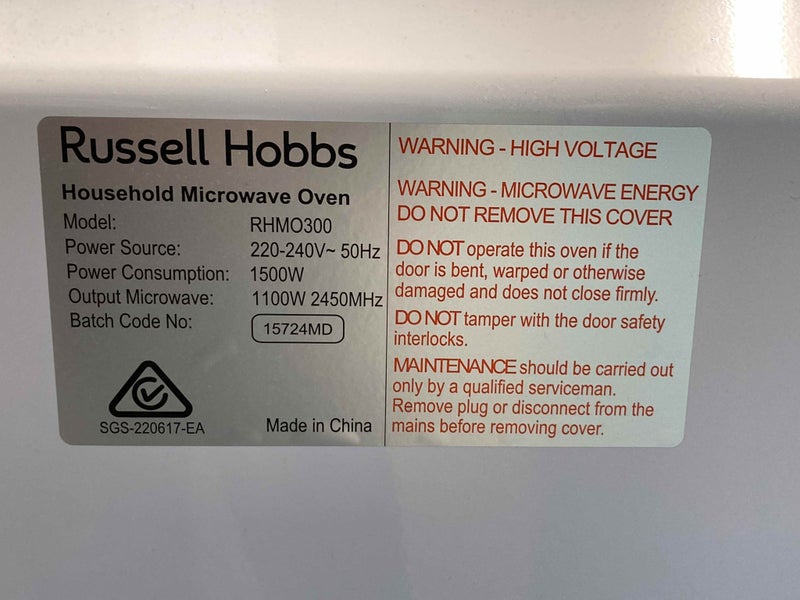 Russell Hobbs
Household Microwave Oven
Model: RHMO300
Power Source: 220-240V~ 50Hz
Power Consumption: 1500W
Output Microwave: 1100W 2450MHz
Batch Code No: 15724MD
SGS-220617-EA
Made in China
WARNING - HIGH VOLTAGE
WARNING - MICROWAVE ENERGY
DO NOT REMOVE THIS COVER
DO NOT operate this oven if the
door is bent, warped or otherwise
damaged and does not close firmly.
DO NOT tamper with the door safety
interlocks.
MAINTENANCE should be carried out
only by a qualified serviceman.
Remove plug or disconnect from the
mains before removing cover.